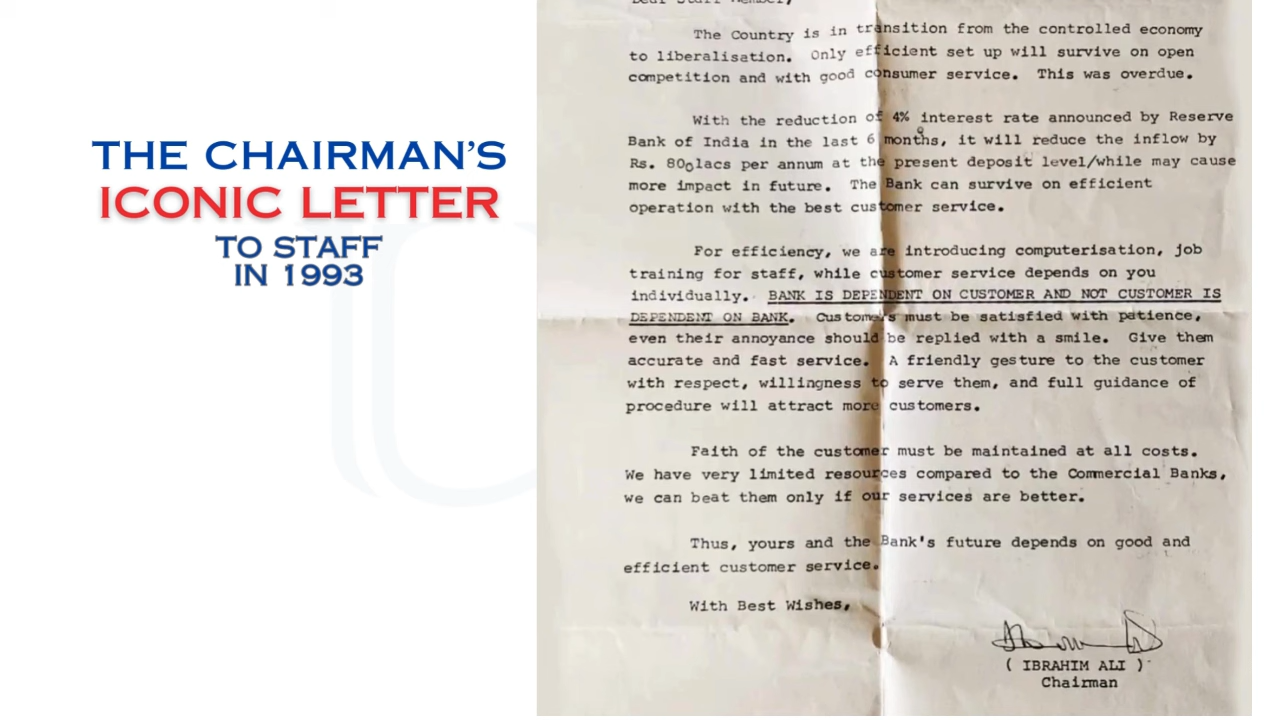 THE CHAIRMAN'S
ICONIC LETTER
TO STAFF
IN 1993
Dear Staff Member,
The Country is in transition from the controlled economy
to liberalisation. Only efficient set up will survive on open
competition and with good consumer service. This was overdue.
With the reduction of 4% interest rate announced by Reserve
Bank of India in the last 6 months, it will reduce the inflow by
Rs. 800lacs per annum at the present deposit level/while may cause
more impact in future. The Bank can survive on efficient
operation with the best customer service.
For efficiency, we are introducing computerisation, job
training for staff, while customer service depends on you
individually. BANK IS DEPENDENT ON CUSTOMER AND NOT CUSTOMER IS
DEPENDENT ON BANK. Customers must be satisfied with patience,
even their annoyance should be replied with a smile. Give them
accurate and fast service. A friendly gesture to the customer
with respect, willingness to serve them, and full guidance of
procedure will attract more customers.
Faith of the customer must be maintained at all costs.
We have very limited resources compared to the Commercial Banks,
we can beat them only if our services are better.
Thus, yours and the Bank's future depends on good and
efficient customer service.
With Best Wishes,
( IBRAHIM ALI )
Chairman